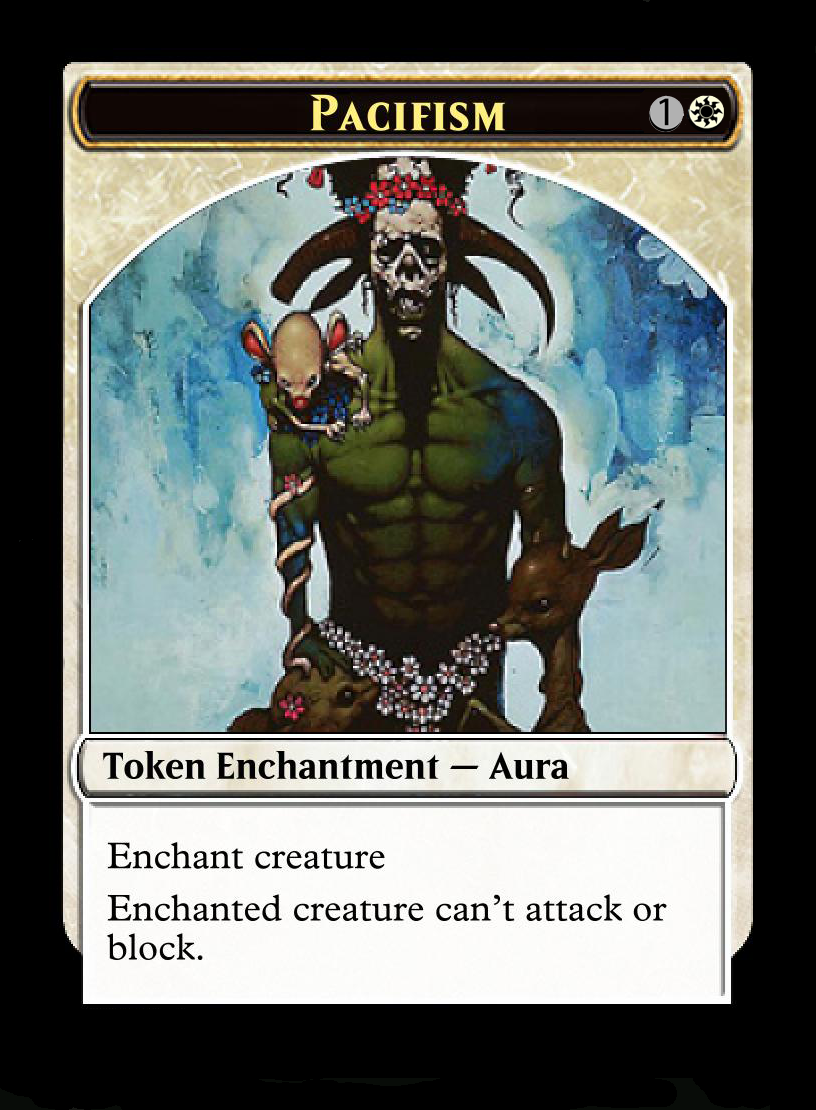 Pacifism 1
Token Enchantment — Aura
Enchant creature
Enchanted creature can't attack or
block.